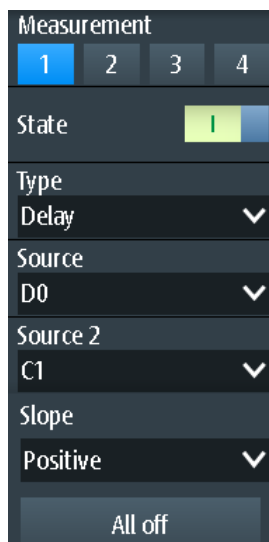 Measurement
1 2 3 4
State I
Type
Delay
Source
D0
Source 2
C1
Slope
Positive
All off